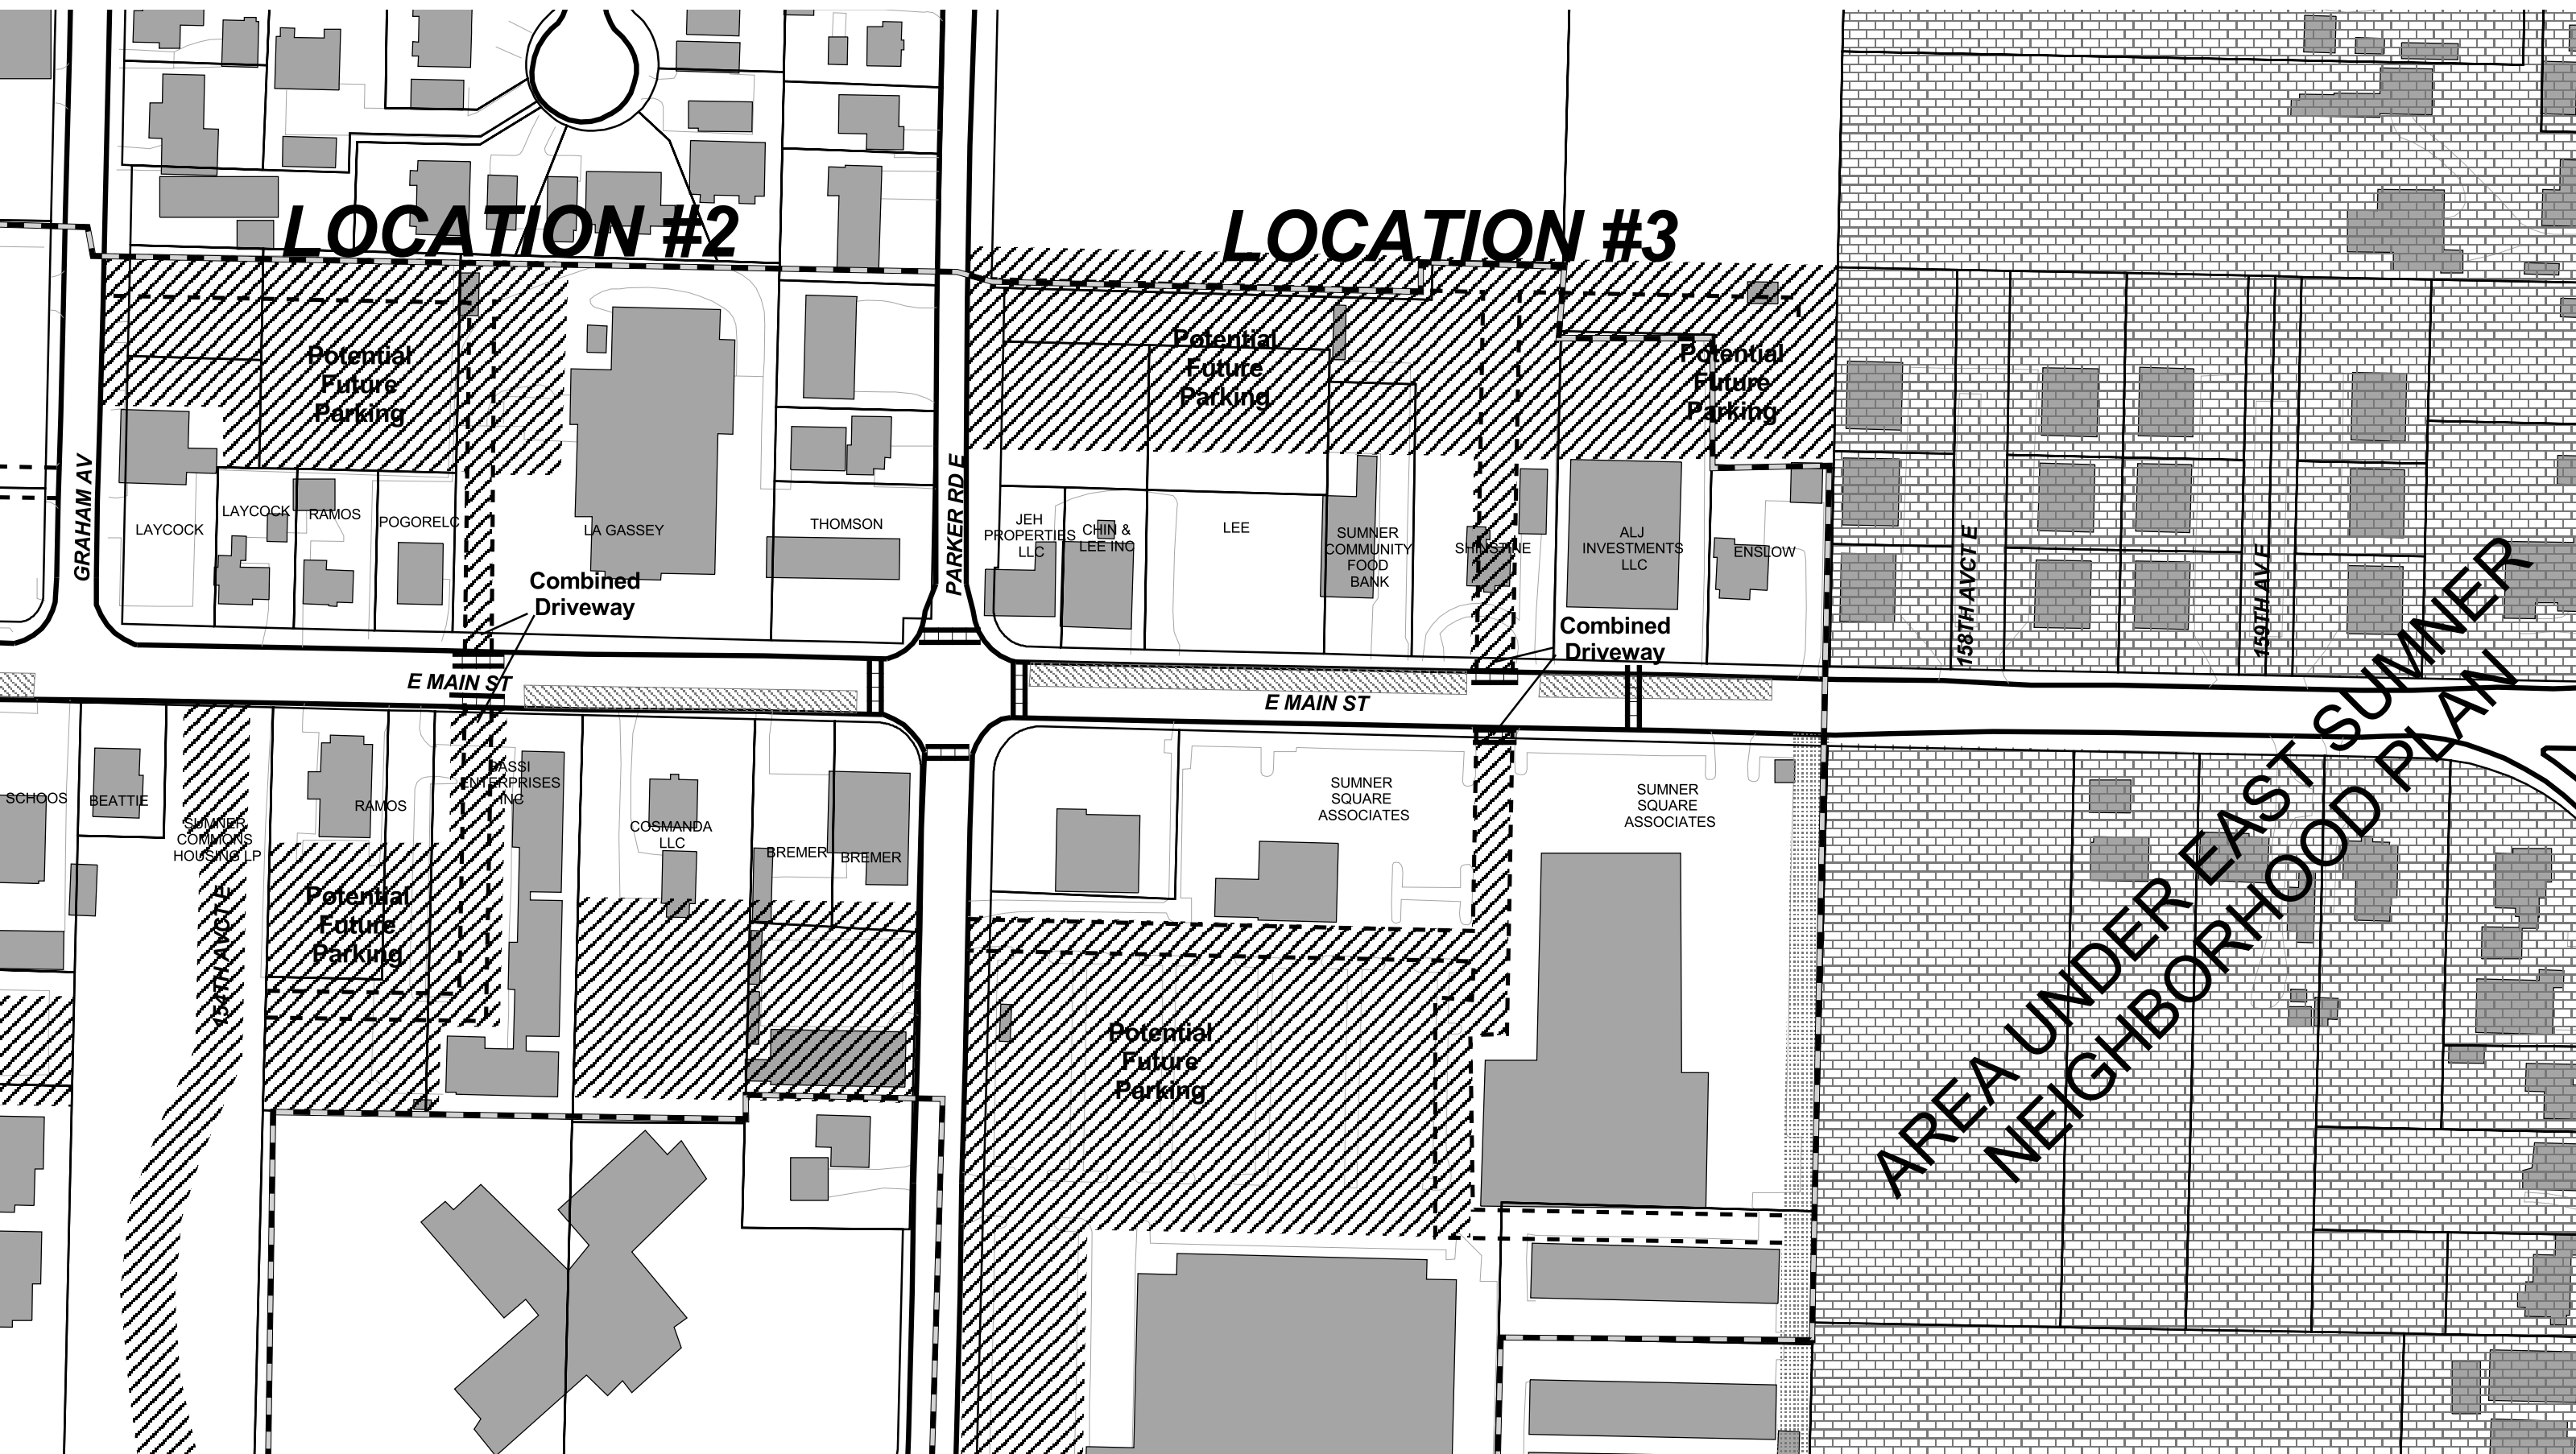 LOCATION #2
LOCATION #3
Potential
Future
Parking
Potential
Future
Parking
Potential
Future
Parking
GRAHAM AV
PARKER RD E
LAYCOCK
LAYCOCK
RAMOS
POGORELC
LA GASSEY
THOMSON
JEH
PROPERTIES
LLC
CHIN &
LEE INC
LEE
SUMNER
COMMUNITY
FOOD
BANK
SHINSTINE
ALJ
INVESTMENTS
LLC
ENSLOW
158TH AVCT E
159TH AV E
Combined
Driveway
Combined
Driveway
E MAIN ST
E MAIN ST
SCHOOS
BEATTIE
SUMNER
COMMONS
HOUSING LP
154TH AVCT E
RAMOS
BASSI
ENTERPRISES
INC
COSMANDA
LLC
BREMER
BREMER
SUMNER
SQUARE
ASSOCIATES
SUMNER
SQUARE
ASSOCIATES
Potential
Future
Parking
Potential
Future
Parking
AREA UNDER EAST SUMNER
NEIGHBORHOOD PLAN